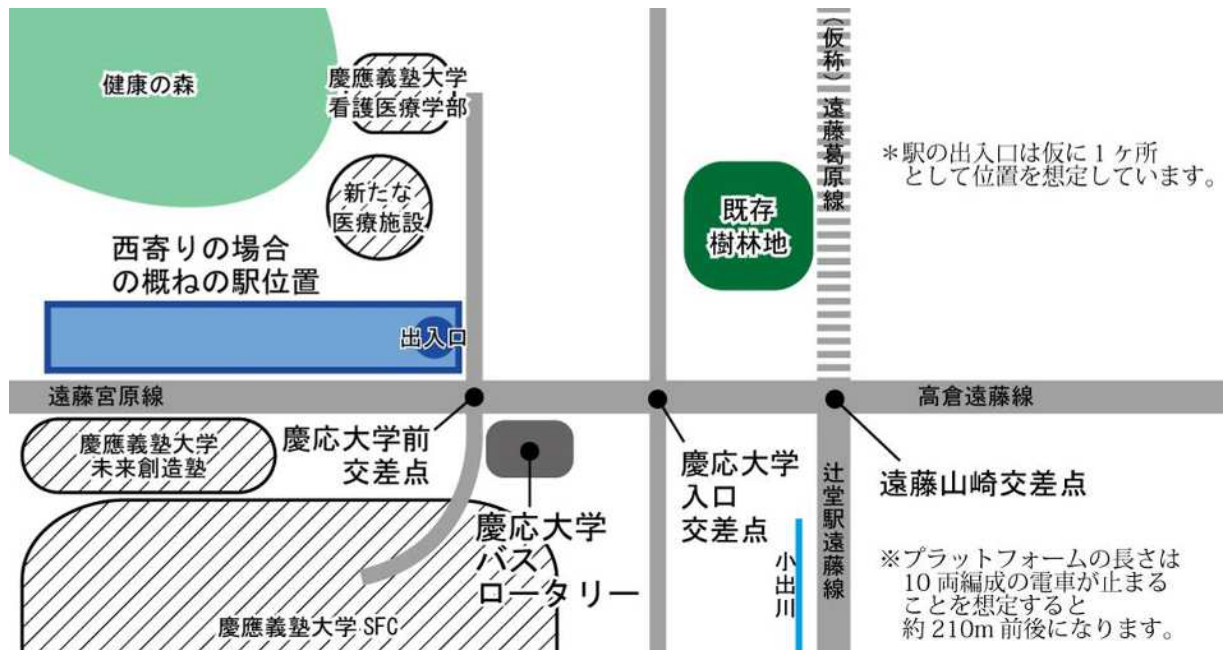 健康の森
慶應義塾大学
看護医療学部
新たな
医療施設
西寄りの場合
の概ねの駅位置
出入口
既存
樹林地
（仮称）遠藤葛原線
＊駅の出入口は仮に1ヶ所
として位置を想定しています。
遠藤宮原線
高倉遠藤線
慶應義塾大学
未来創造塾
慶応大学前
交差点
慶応大学
バス
ロータリー
慶応大学
入口
交差点
遠藤山崎交差点
辻堂駅遠藤線
小出川
慶應義塾大学 SFC
※プラットフォームの長さは
10両編成の電車が止まる
ことを想定すると
約210m前後になります。